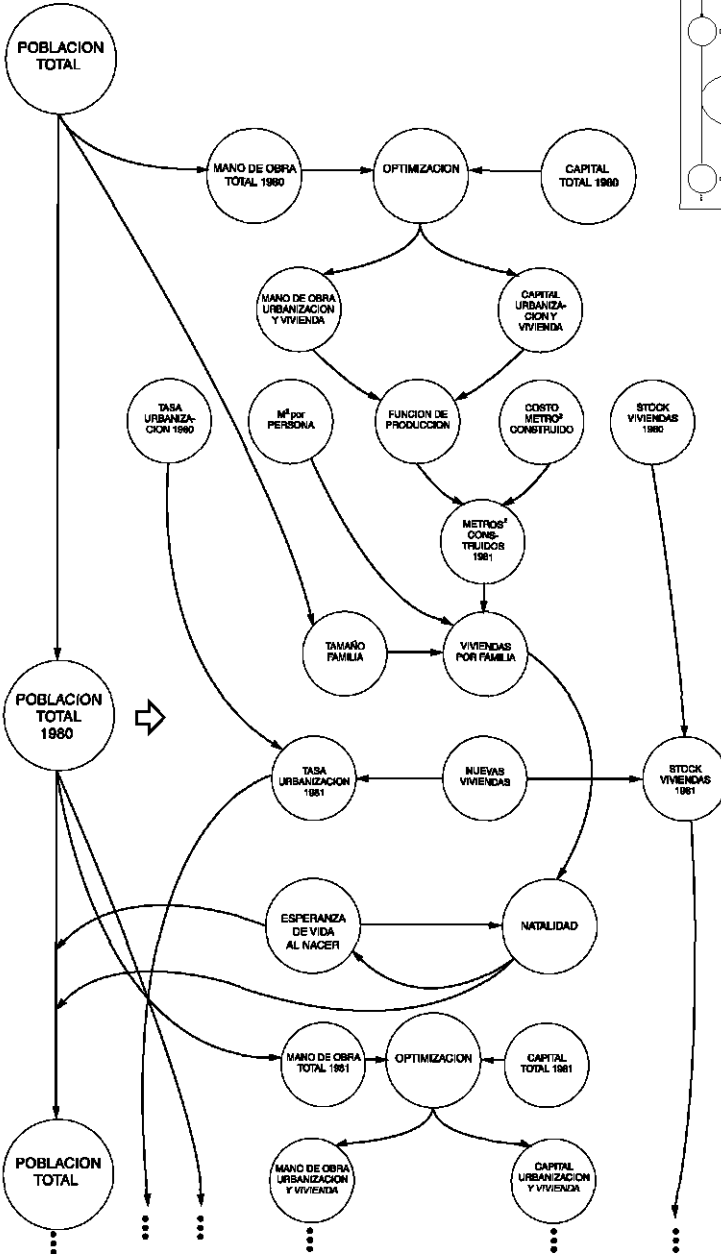 POBLACION
TOTAL
MANO DE OBRA
TOTAL 1980
OPTIMIZACION
CAPITAL
TOTAL 1980
MANO DE OBRA
URBANIZACION
Y VIVIENDA
CAPITAL
URBANIZA-
CION Y
VIVIENDA
TASA
URBANIZA-
CION 1980
M² por
PERSONA
FUNCION DE
PRODUCCION
COSTO
METRO²
CONSTRUIDO
STOCK
VIVIENDAS
1980
METROS²
CONS-
TRUIDOS
1981
TAMAÑO
FAMILIA
VIVIENDAS
POR FAMILIA
POBLACION
TOTAL
1980
TASA
URBANIZACION
1981
NUEVAS
VIVIENDAS
STOCK
VIVIENDAS
1981
ESPERANZA
DE VIDA
AL NACER
NATALIDAD
MANO DE OBRA
TOTAL 1981
OPTIMIZACION
CAPITAL
TOTAL 1981
POBLACION
TOTAL
MANO DE OBRA
URBANIZACION
Y VIVIENDA
CAPITAL
URBANIZACION
Y VIVIENDA